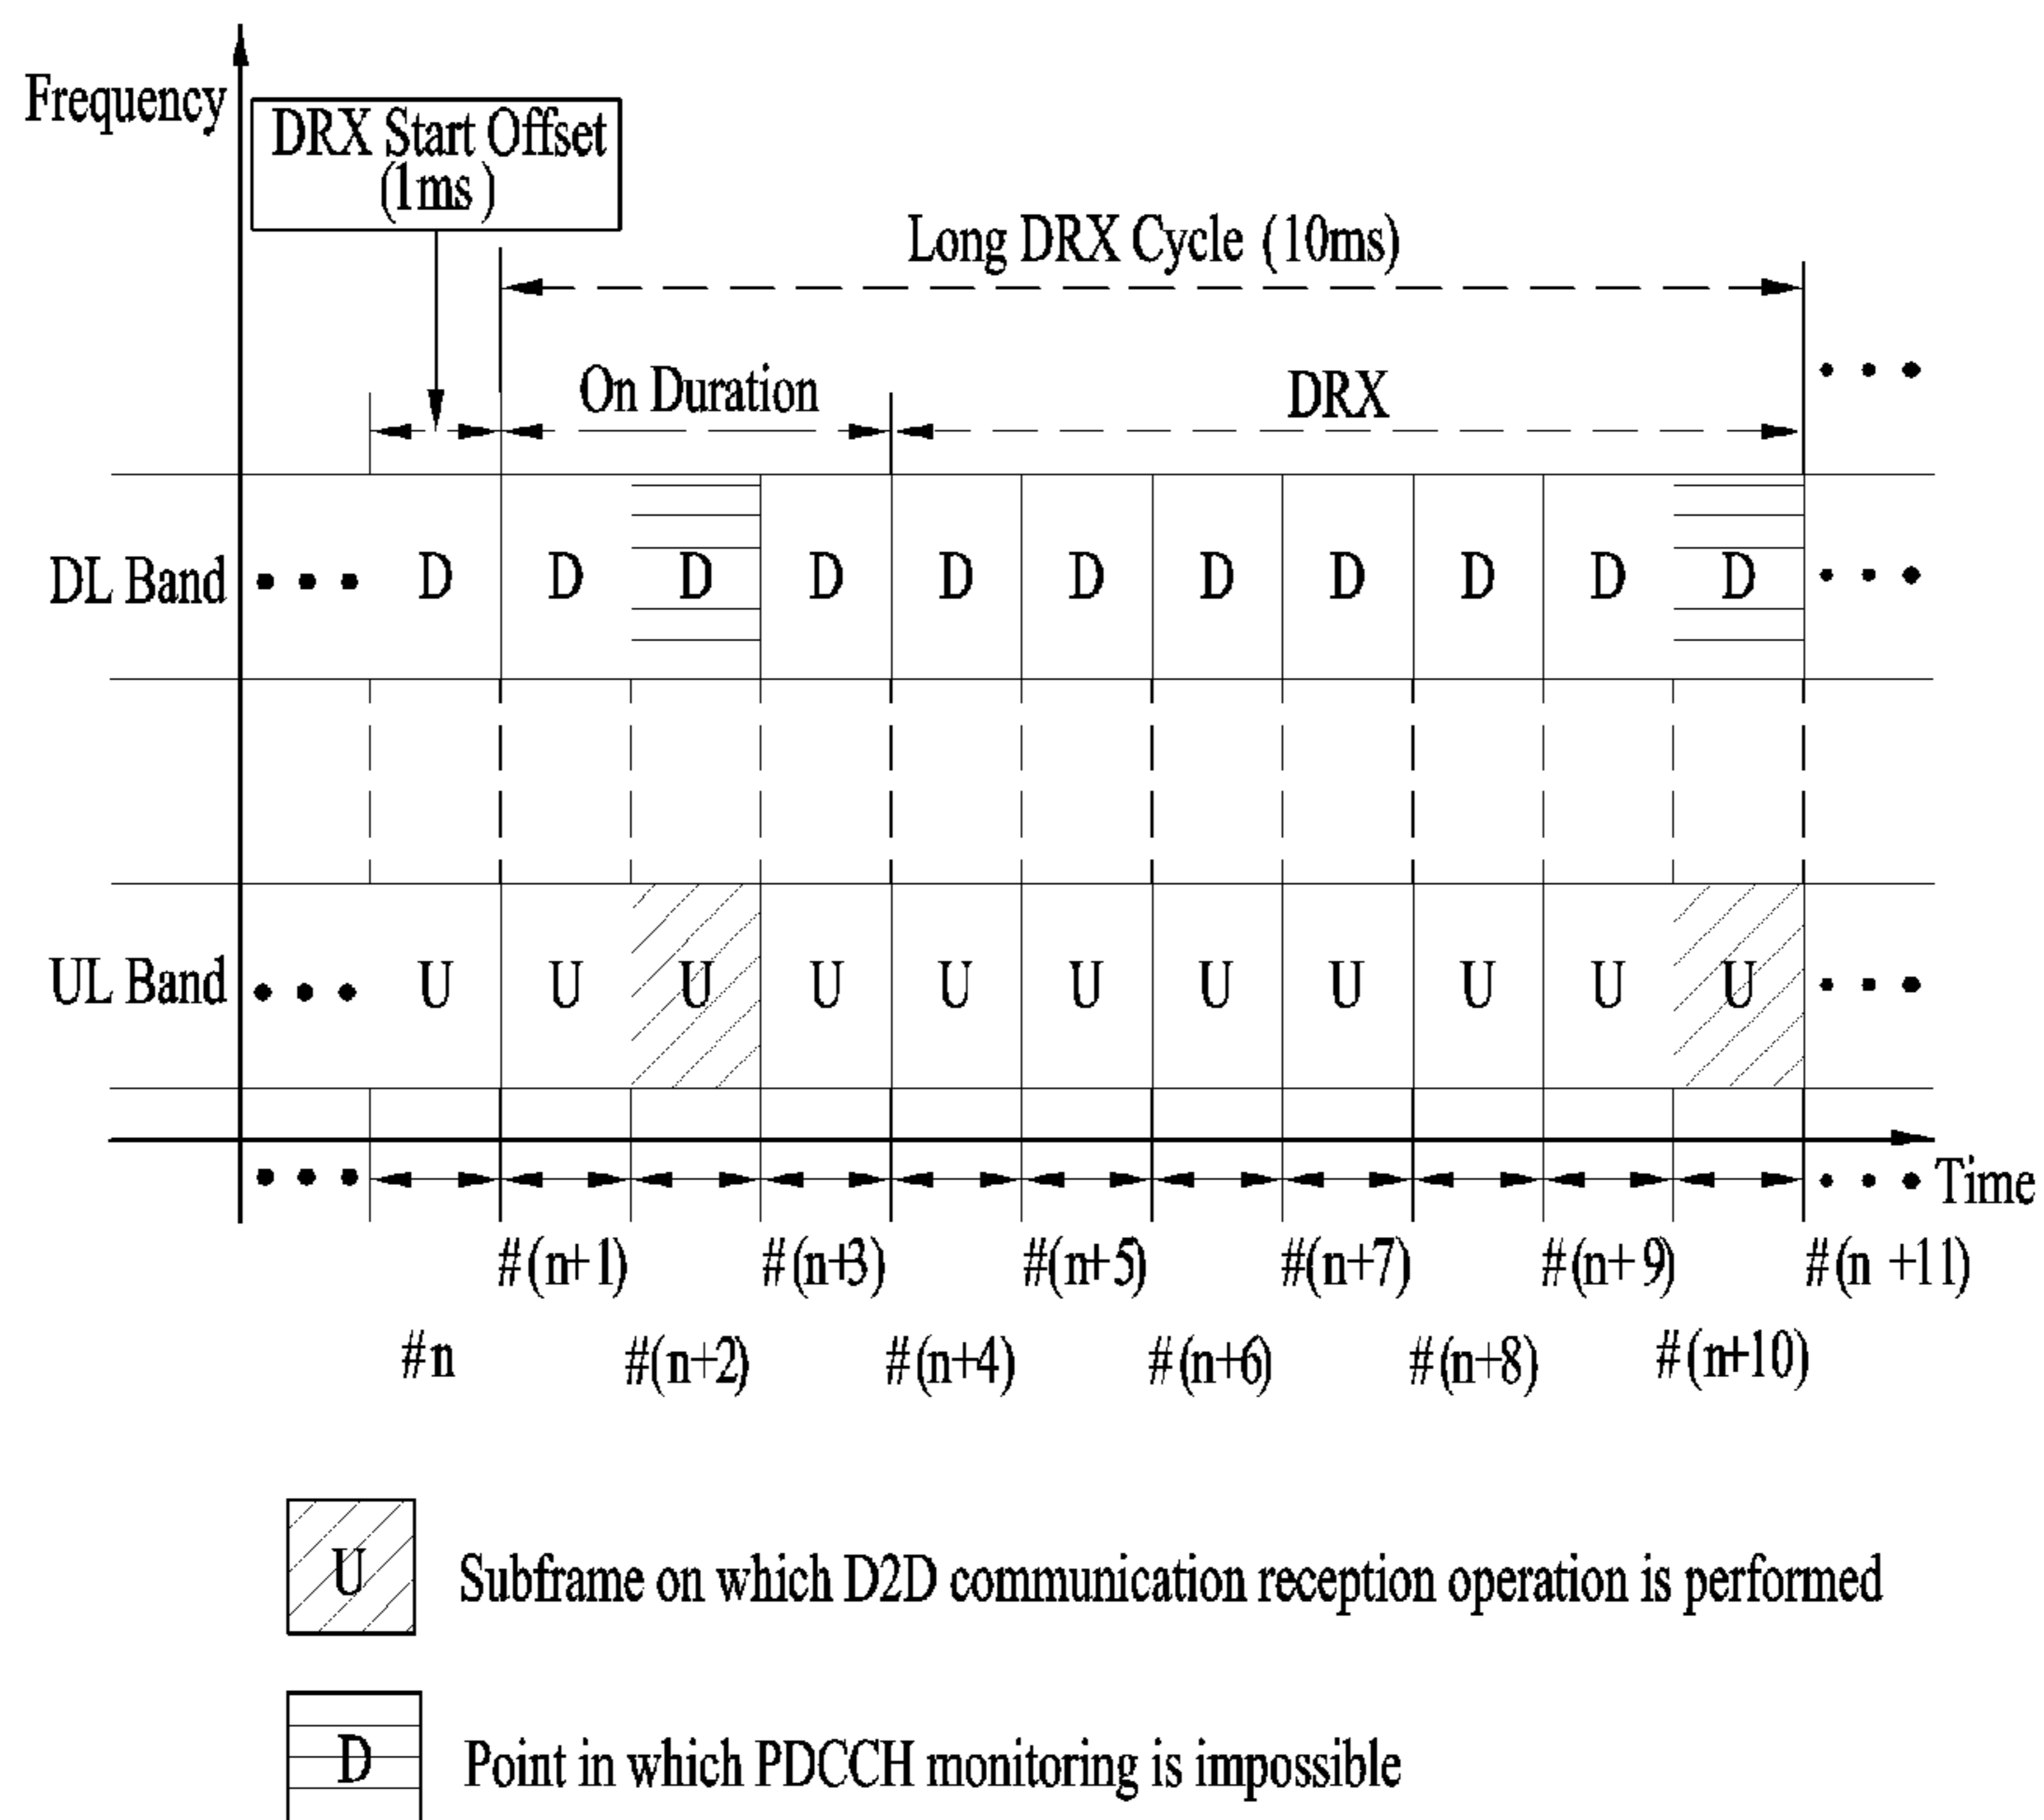 Frequency
DRX Start Offset
(1ms)
Long DRX Cycle (10ms)
On Duration
DRX
DL Band ••• D D D D D D D D D D D •••
UL Band ••• U U U U U U U U U U U •••
Time
#(n+1) #(n+3) #(n+5) #(n+7) #(n+9) #(n +11)
#n #(n+2) #(n+4) #(n+6) #(n+8) #(n+10)
U Subframe on which D2D communication reception operation is performed
D Point in which PDCCH monitoring is impossible